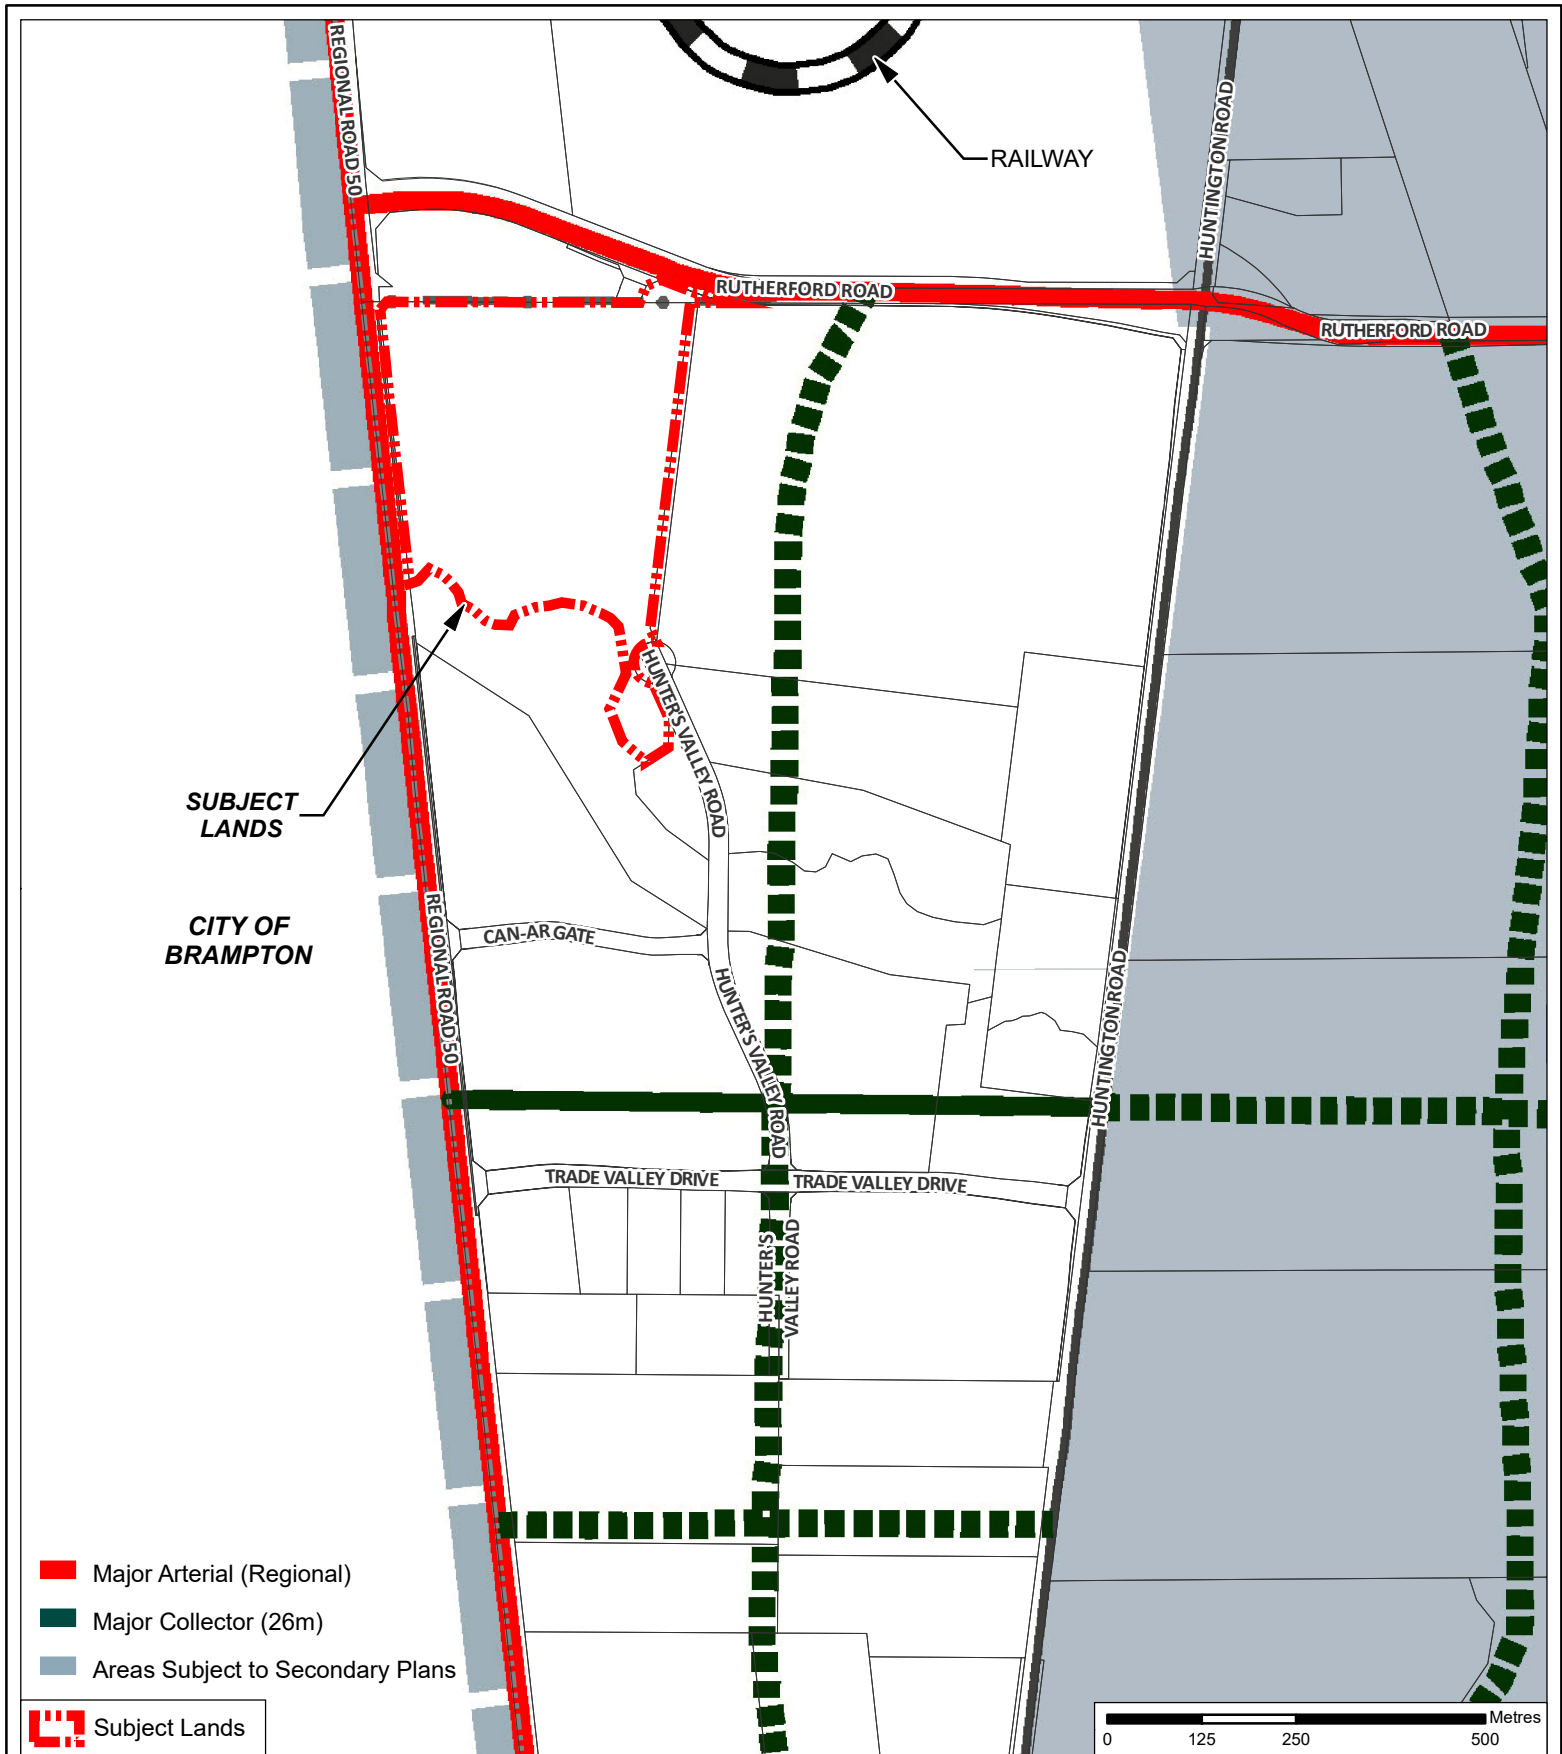 REGIONAL ROAD 50
RAILWAY
HUNTINGTON ROAD
RUTHERFORD ROAD
RUTHERFORD ROAD
HUNTER'S VALLEY ROAD
SUBJECT
LANDS
CITY OF
BRAMPTON
REGIONAL ROAD 50
CAN-AR GATE
HUNTER'S VALLEY ROAD
HUNTINGTON ROAD
TRADE VALLEY DRIVE
TRADE VALLEY DRIVE
HUNTER'S
VALLEY ROAD
Major Arterial (Regional)
Major Collector (26m)
Areas Subject to Secondary Plans
Subject Lands
Metres
0 125 250 500